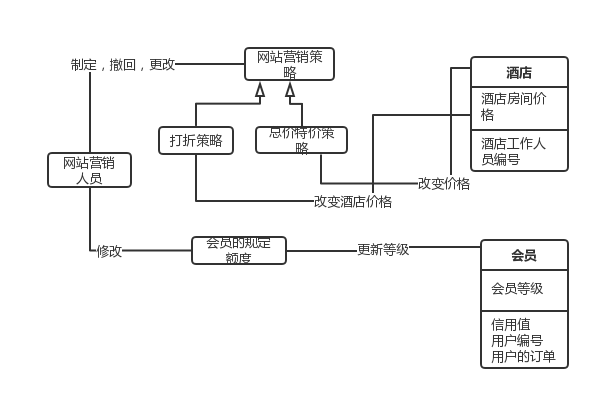 网站营销策
略
制定，撤回，更改
酒店
酒店房间价
格
酒店工作人
员编号
打折策略
总价特价策
略
网站营销
人员
改变价格
改变酒店价格
修改
会员的规定
额度
更新等级
会员
会员等级
信用值
用户编号
用户的订单